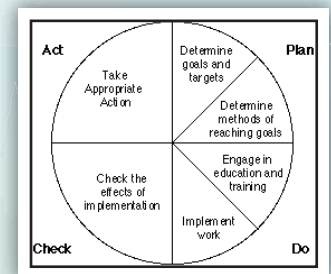 Act
Plan
Take
Appropriate
Action
Determine
goals and
targets
Determine
methods of
reaching goals
Engage in
education and
training
Implement
work
Check the
effects of
implementation
Check
Do